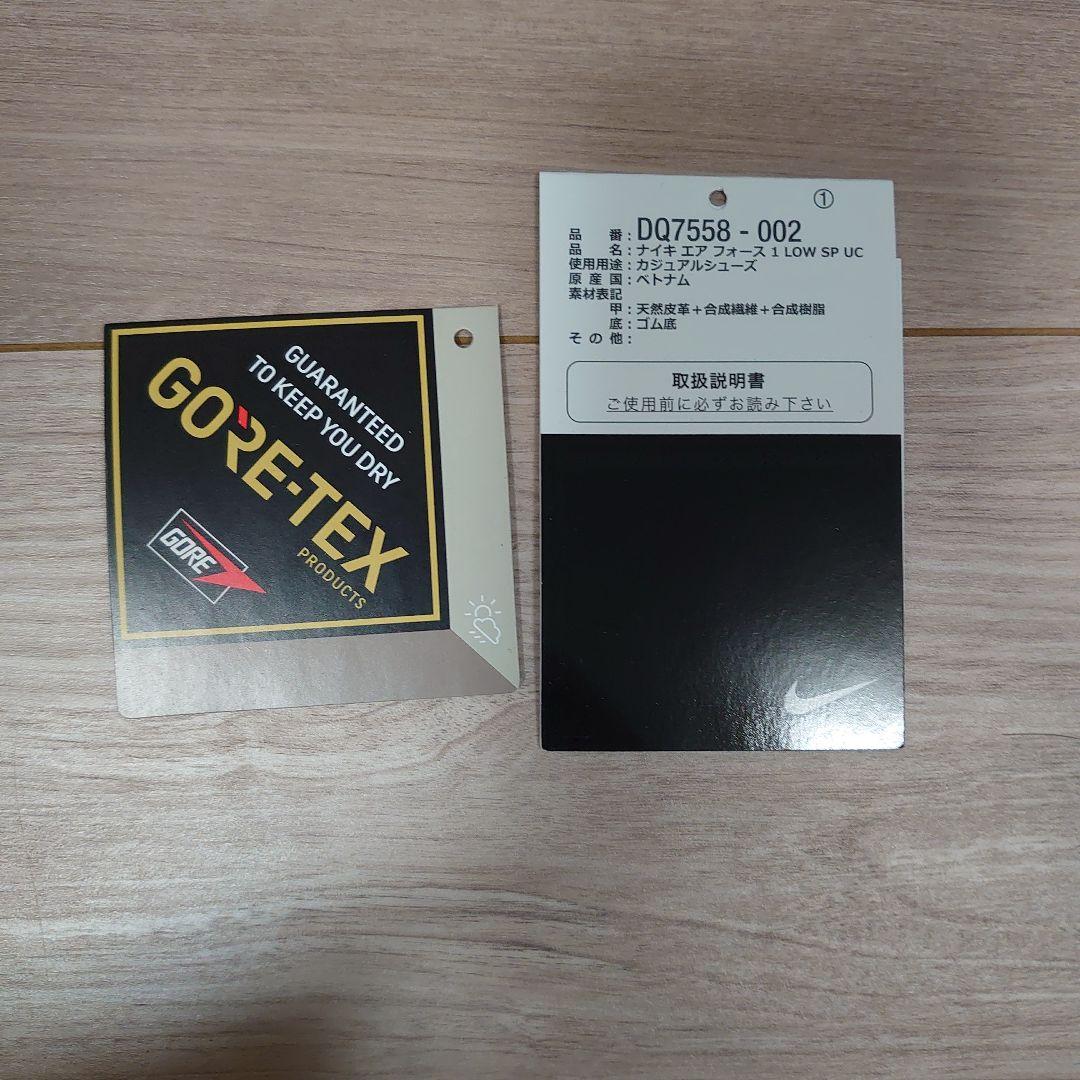 GUARANTEED
TO KEEP YOU DRY
GORE-TEX
PRODUCTS
GORE
①
品番:DQ7558-002
品名:ナイキ エア フォース 1 LOW SP UC
使用用途:カジュアルシューズ
原産国:ベトナム
素材表記
甲:天然皮革+合成繊維+合成樹脂
底:ゴム底
その他:
取扱説明書
ご使用前に必ずお読み下さい